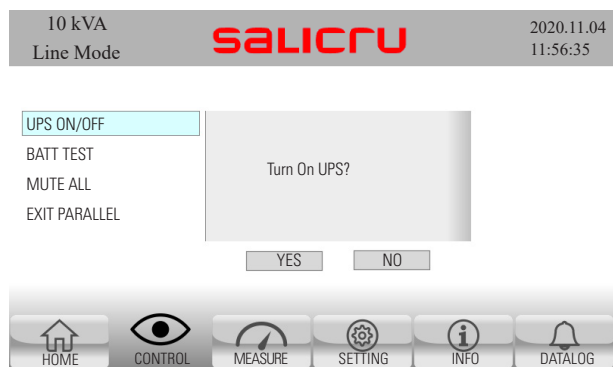 10 kVA
Line Mode
salicru
2020.11.04
11:56:35
UPS ON/OFF
BATT TEST
MUTE ALL
EXIT PARALLEL
Turn On UPS?
YES NO
HOME CONTROL MEASURE SETTING INFO DATALOG